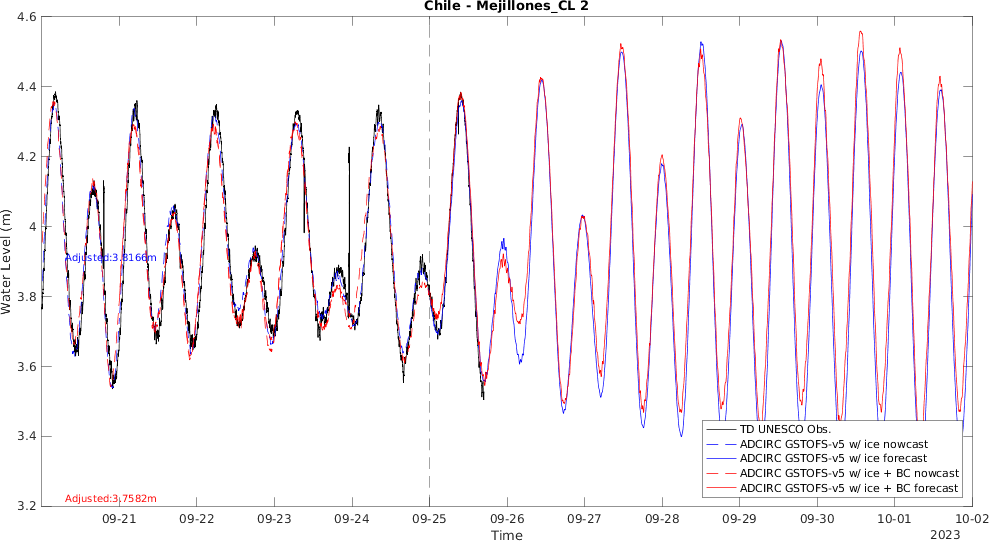 Chile - Mejillones_CL 2
4.6
4.4
4.2
4
3.8
3.6
3.4
3.2
Water Level (m)
Adjusted:3.8166m
Adjusted:3.7582m
TD UNESCO Obs.
ADCIRC GSTOFS-v5 w/ ice nowcast
ADCIRC GSTOFS-v5 w/ ice forecast
ADCIRC GSTOFS-v5 w/ ice + BC nowcast
ADCIRC GSTOFS-v5 w/ ice + BC forecast
09-21 09-22 09-23 09-24 09-25 09-26 09-27 09-28 09-29 09-30 10-01 10-02
Time
2023